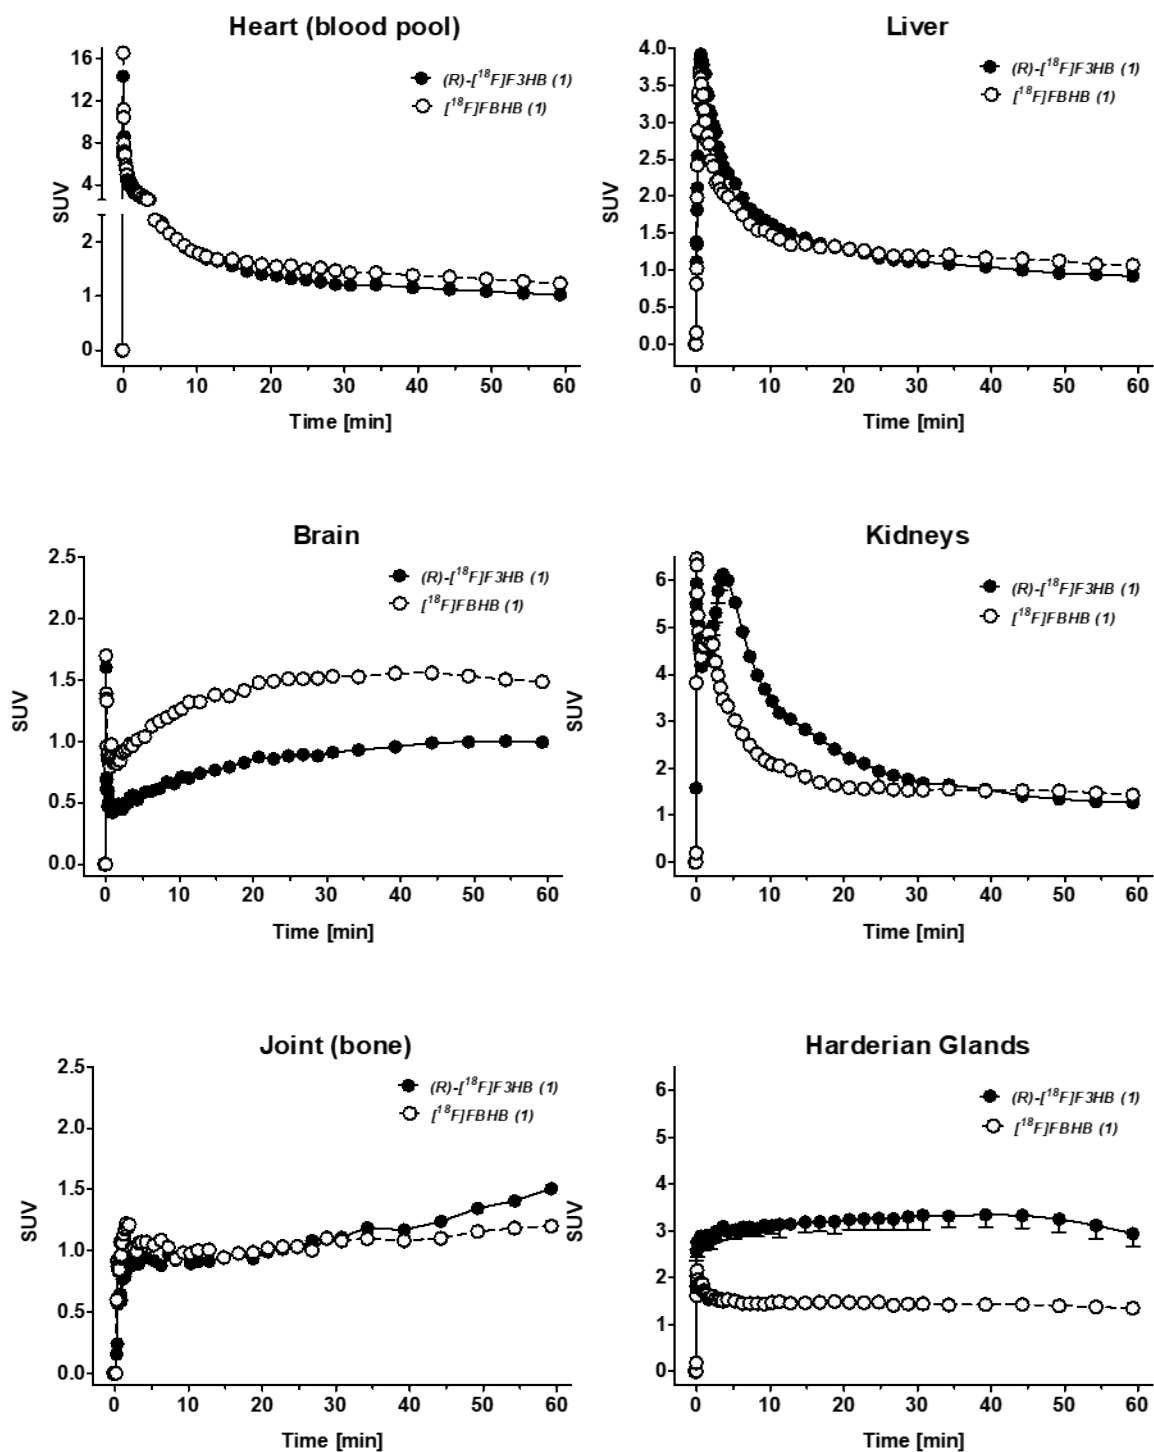 Heart (blood pool)
(R)-[¹⁸F]F3HB (1)
[¹⁸F]FBHB (1)
16
12
8
4
2
1
0
SUV
0 10 20 30 40 50 60
Time [min]
Liver
(R)-[¹⁸F]F3HB (1)
[¹⁸F]FBHB (1)
4.0
3.5
3.0
2.5
2.0
1.5
1.0
0.5
0.0
SUV
0 10 20 30 40 50 60
Time [min]
Brain
(R)-[¹⁸F]F3HB (1)
[¹⁸F]FBHB (1)
2.5
2.0
1.5
1.0
0.5
0.0
SUV
0 10 20 30 40 50 60
Time [min]
Kidneys
(R)-[¹⁸F]F3HB (1)
[¹⁸F]FBHB (1)
6
5
4
3
2
1
0
SUV
0 10 20 30 40 50 60
Time [min]
Joint (bone)
(R)-[¹⁸F]F3HB (1)
[¹⁸F]FBHB (1)
2.5
2.0
1.5
1.0
0.5
0.0
SUV
0 10 20 30 40 50 60
Time [min]
Harderian Glands
(R)-[¹⁸F]F3HB (1)
[¹⁸F]FBHB (1)
6
5
4
3
2
1
0
SUV
0 10 20 30 40 50 60
Time [min]